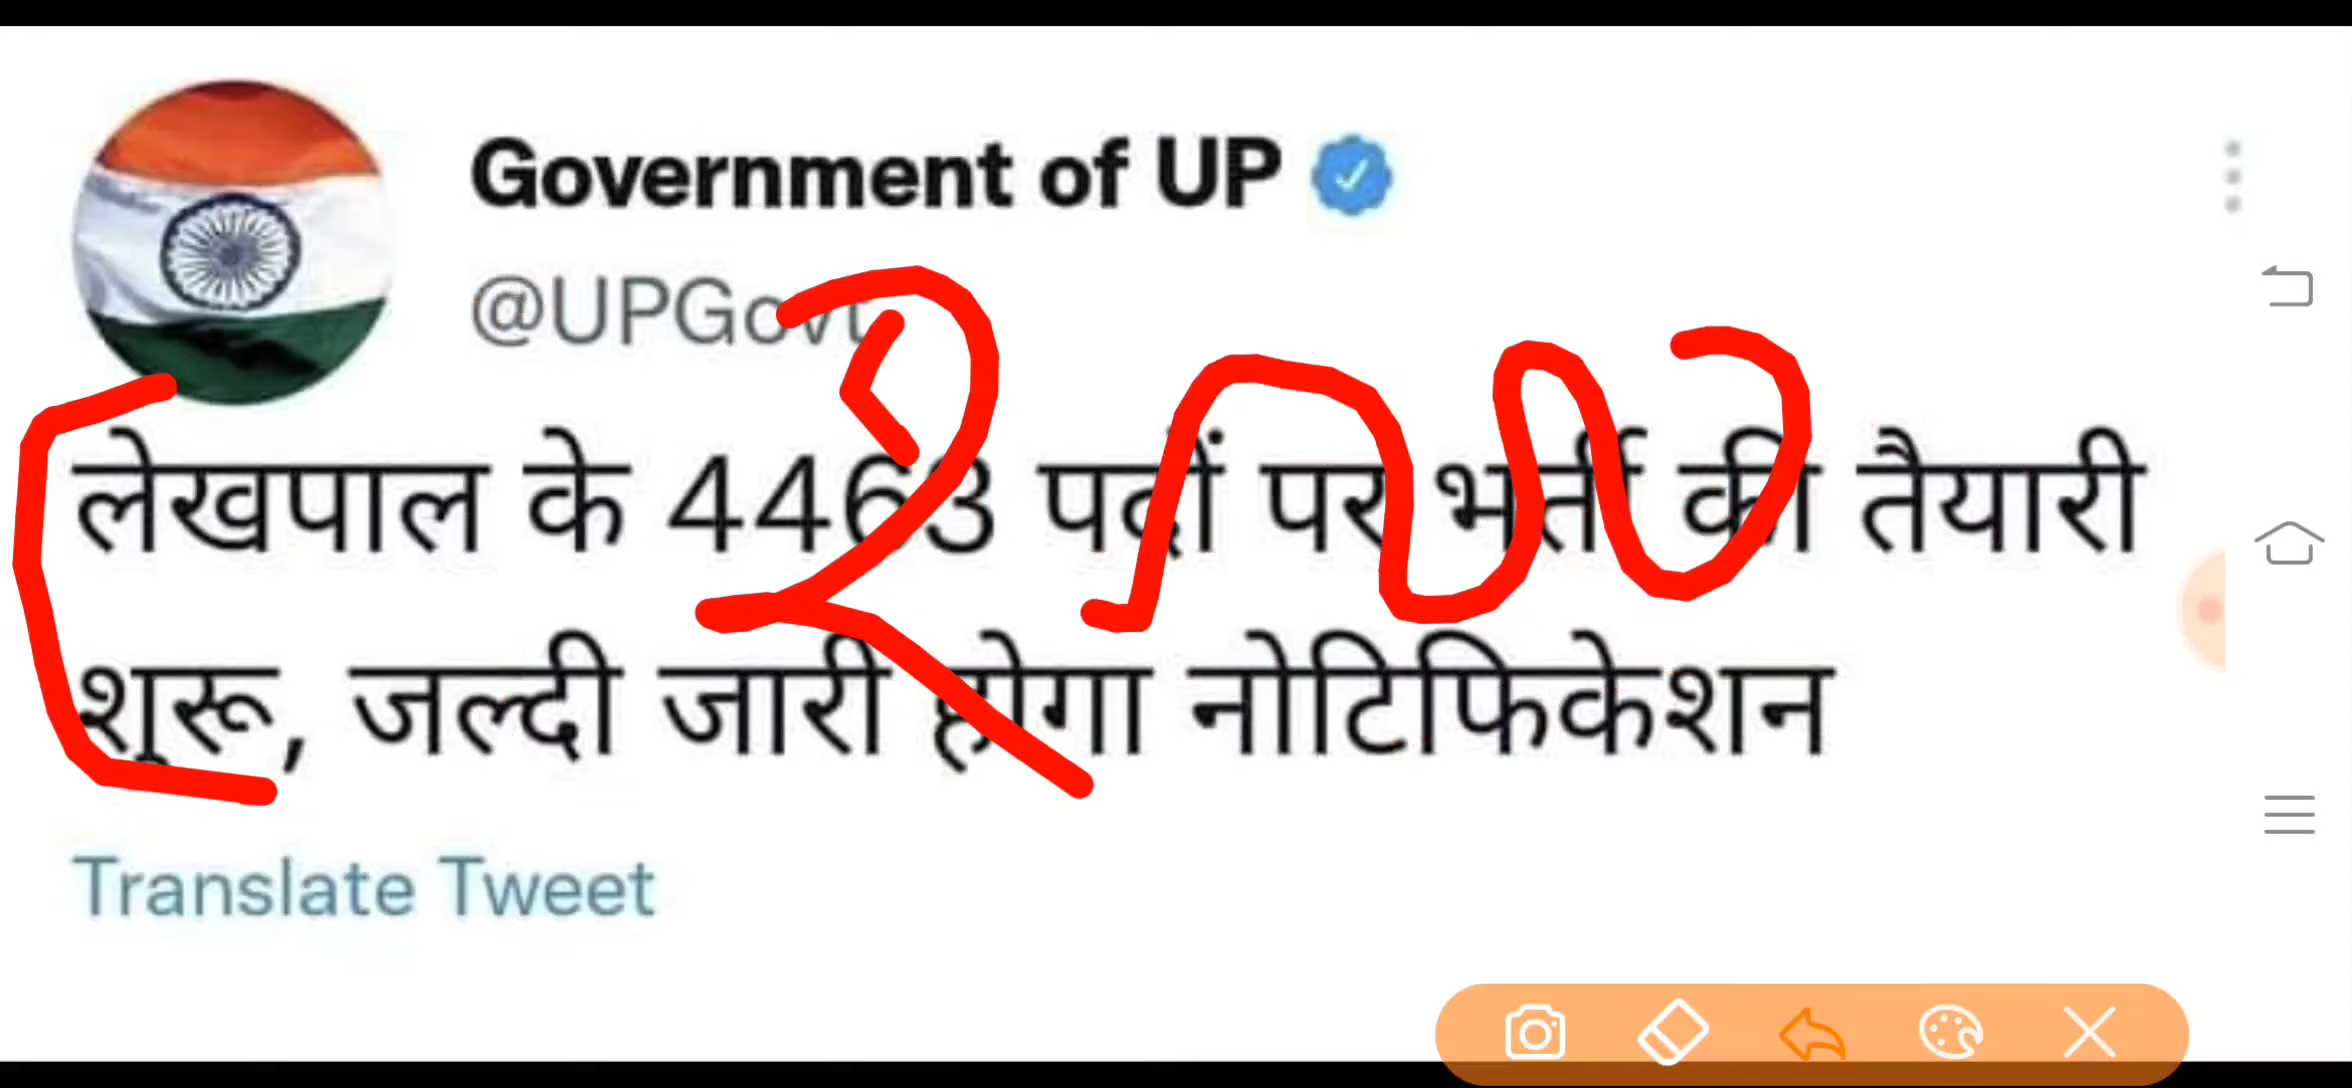 Government of UP
@UPGovt
लेखपाल के 4463 पदों पर भर्ती की तैयारी
शुरू, जल्दी जारी होगा नोटिफिकेशन
Translate Tweet